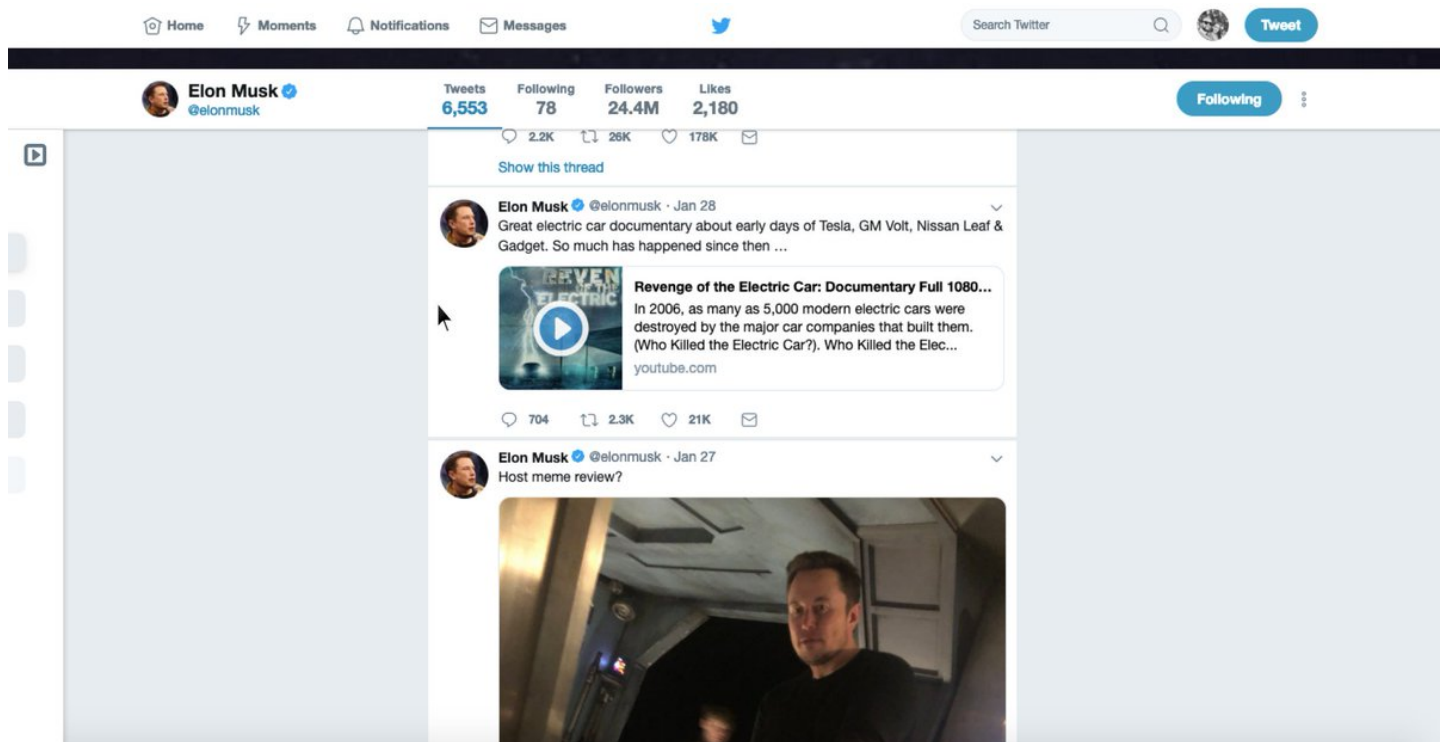 Home
Moments
Notifications
Messages
Search Twitter
Tweet
Elon Musk
@elonmusk
Tweets
6,553
Following
78
Followers
24.4M
Likes
2,180
Following
2.2K 26K 178K
Show this thread
Elon Musk @elonmusk · Jan 28
Great electric car documentary about early days of Tesla, GM Volt, Nissan Leaf &
Gadget. So much has happened since then ...
REVEN
OF THE
ELECTRIC
Revenge of the Electric Car: Documentary Full 1080...
In 2006, as many as 5,000 modern electric cars were
destroyed by the major car companies that built them.
(Who Killed the Electric Car?). Who Killed the Elec...
youtube.com
704 2.3K 21K
Elon Musk @elonmusk · Jan 27
Host meme review?